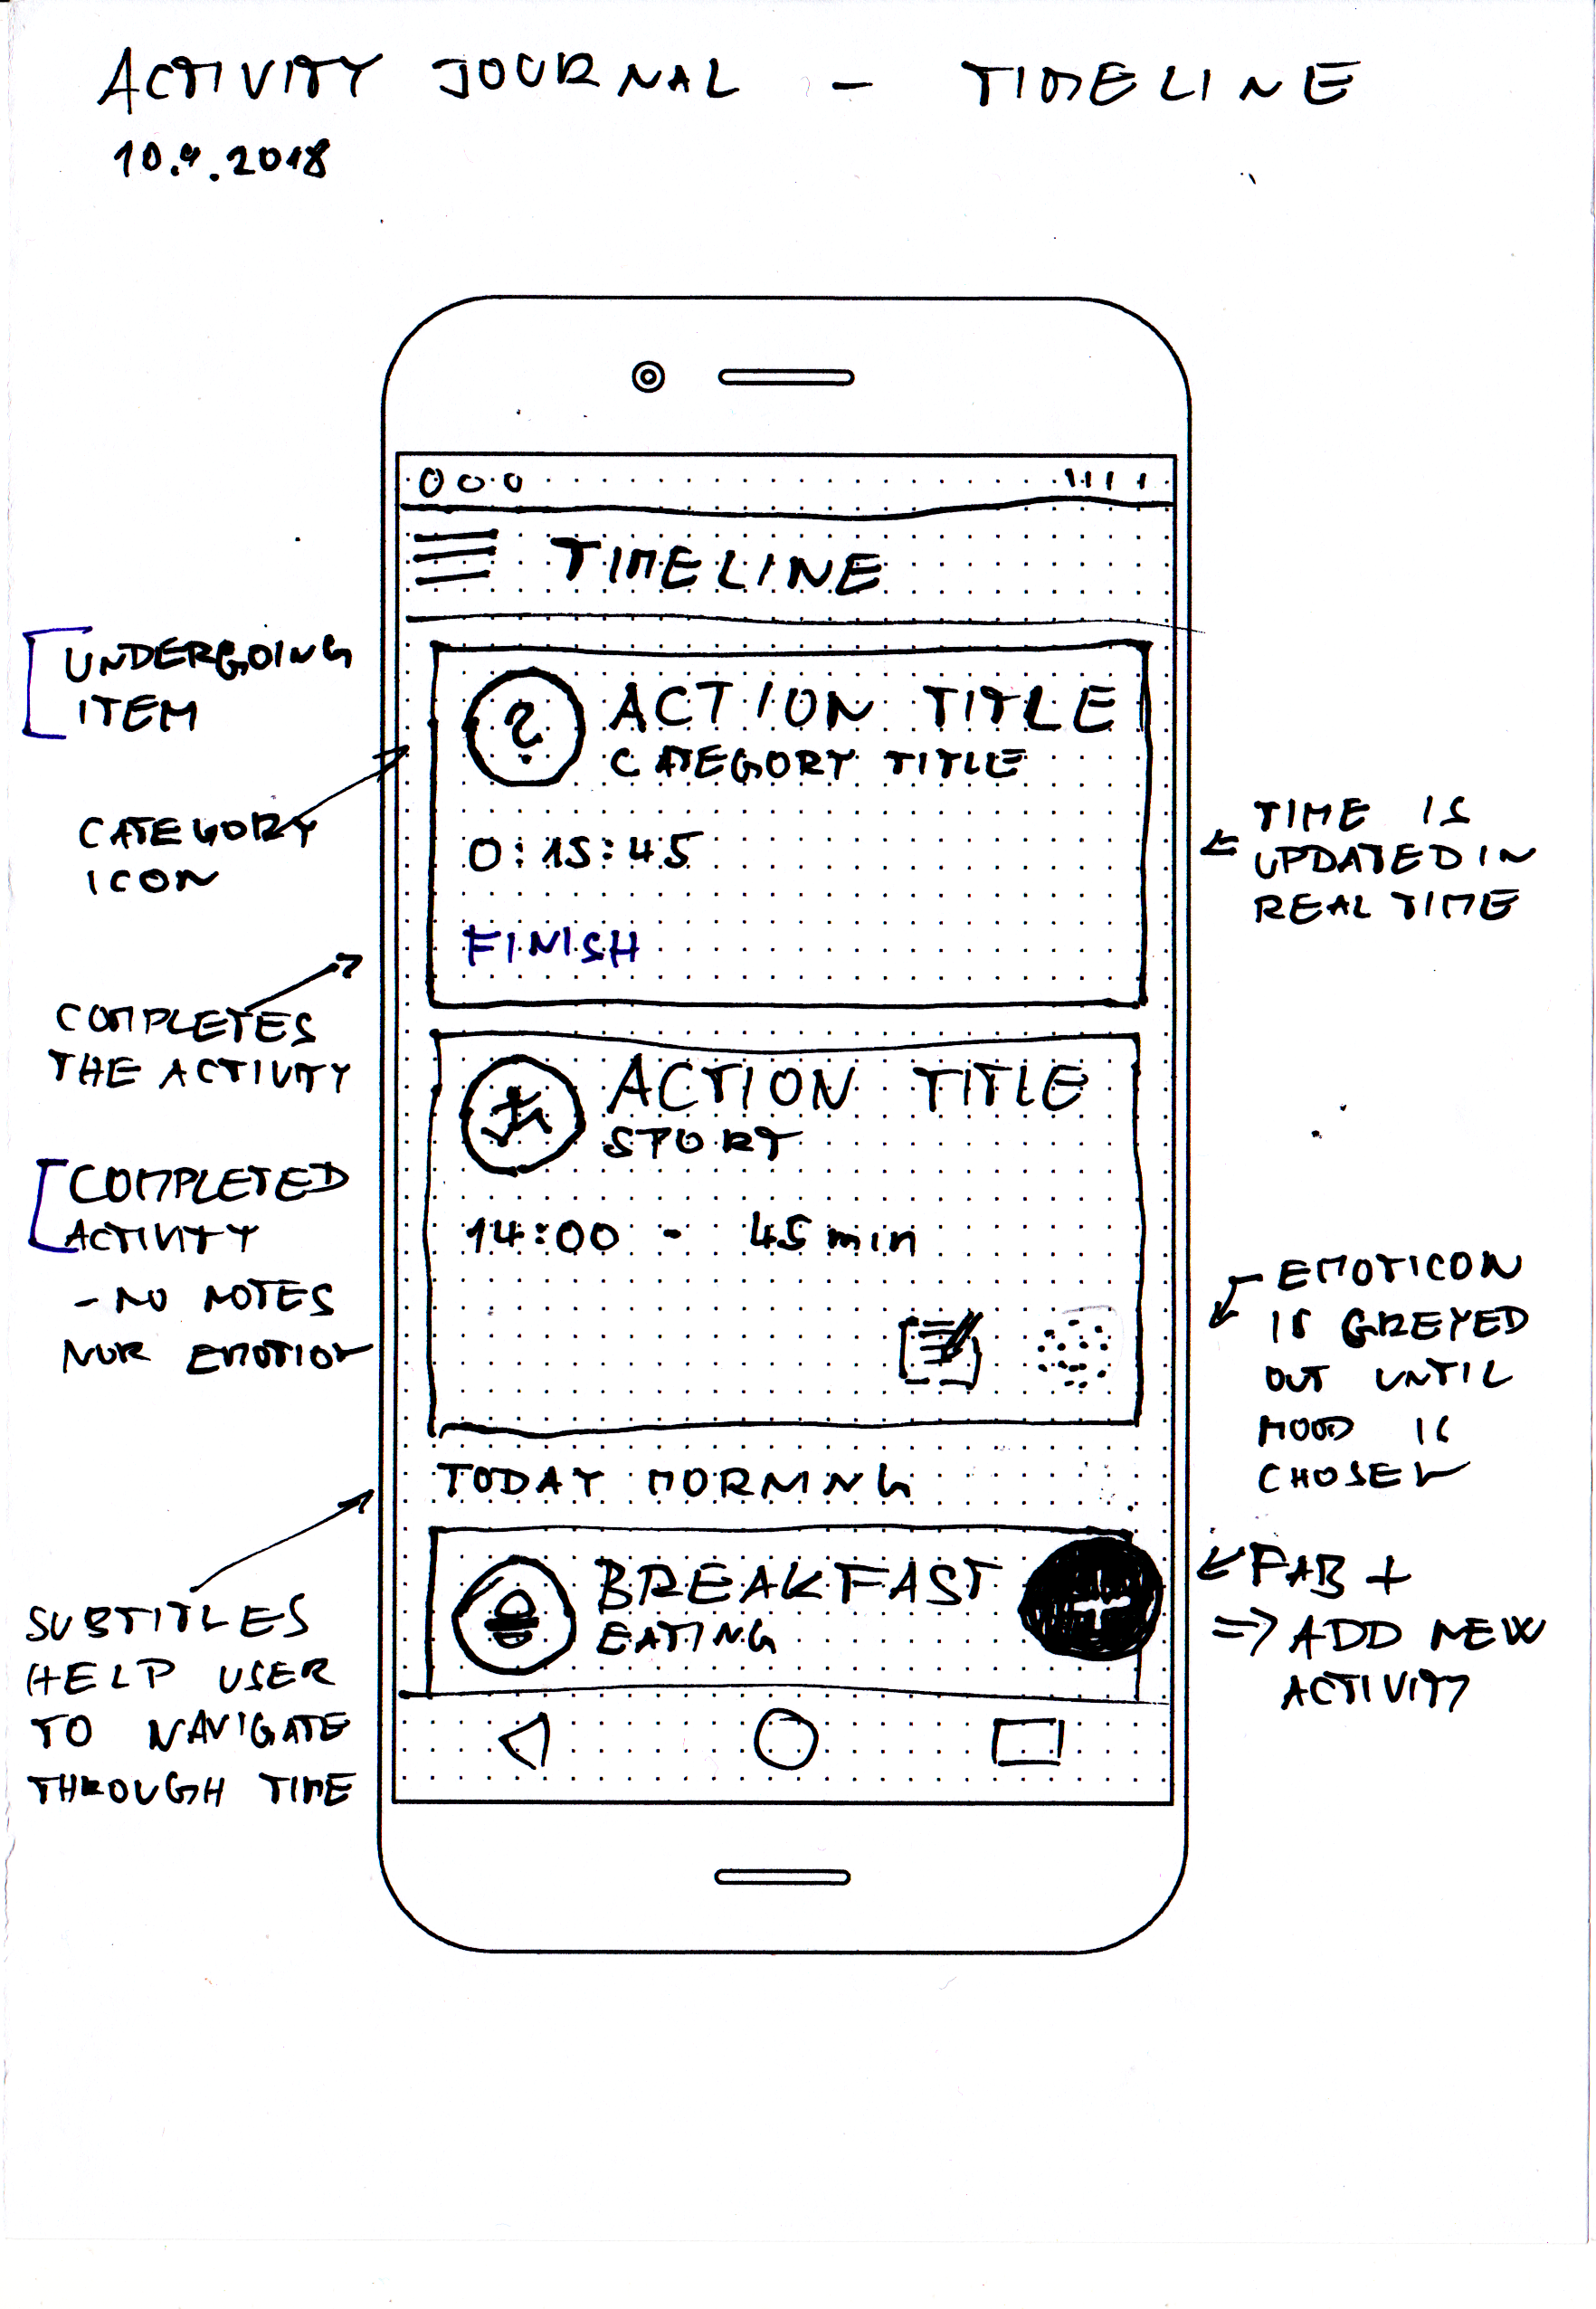 ACTIVITY JOURNAL - TIMELINE
10.9.2018
TIMELINE
UNDERGOING
ITEM
ACTION TITLE
CATEGORY TITLE
CATEGORY
ICON
0:15:45
TIME IS
UPDATED IN
REAL TIME
FINISH
COMPLETES
THE ACTIVITY
ACTION TITLE
SPORT
COMPLETED
ACTIVITY
- NO NOTES
NOR EMOTION
14:00 - 45 min
EMOTICON
IS GREYED
OUT UNTIL
MOOD IS
CHOSEN
TODAY MORNING
BREAKFAST
EATING
+
FAB +
=> ADD NEW
ACTIVITY
SUBTITLES
HELP USER
TO NAVIGATE
THROUGH TIME